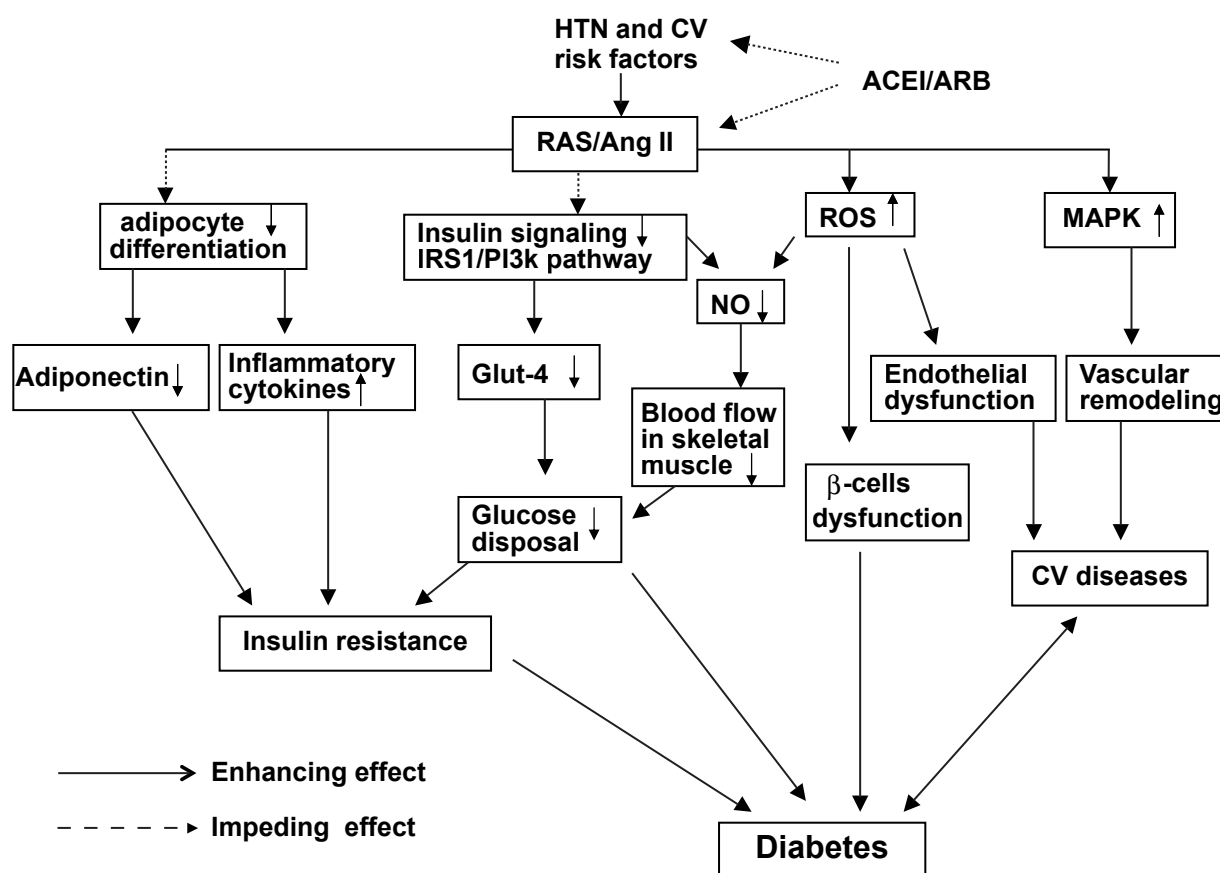 HTN and CV
risk factors
ACEI/ARB
RAS/Ang II
adipocyte
differentiation
Insulin signaling
IRS1/PI3k pathway
ROS
MAPK
NO
Adiponectin
Inflammatory
cytokines
Glut-4
Blood flow
in skeletal
muscle
Endothelial
dysfunction
Vascular
remodeling
Glucose
disposal
β-cells
dysfunction
CV diseases
Insulin resistance
Enhancing effect
Impeding effect
Diabetes